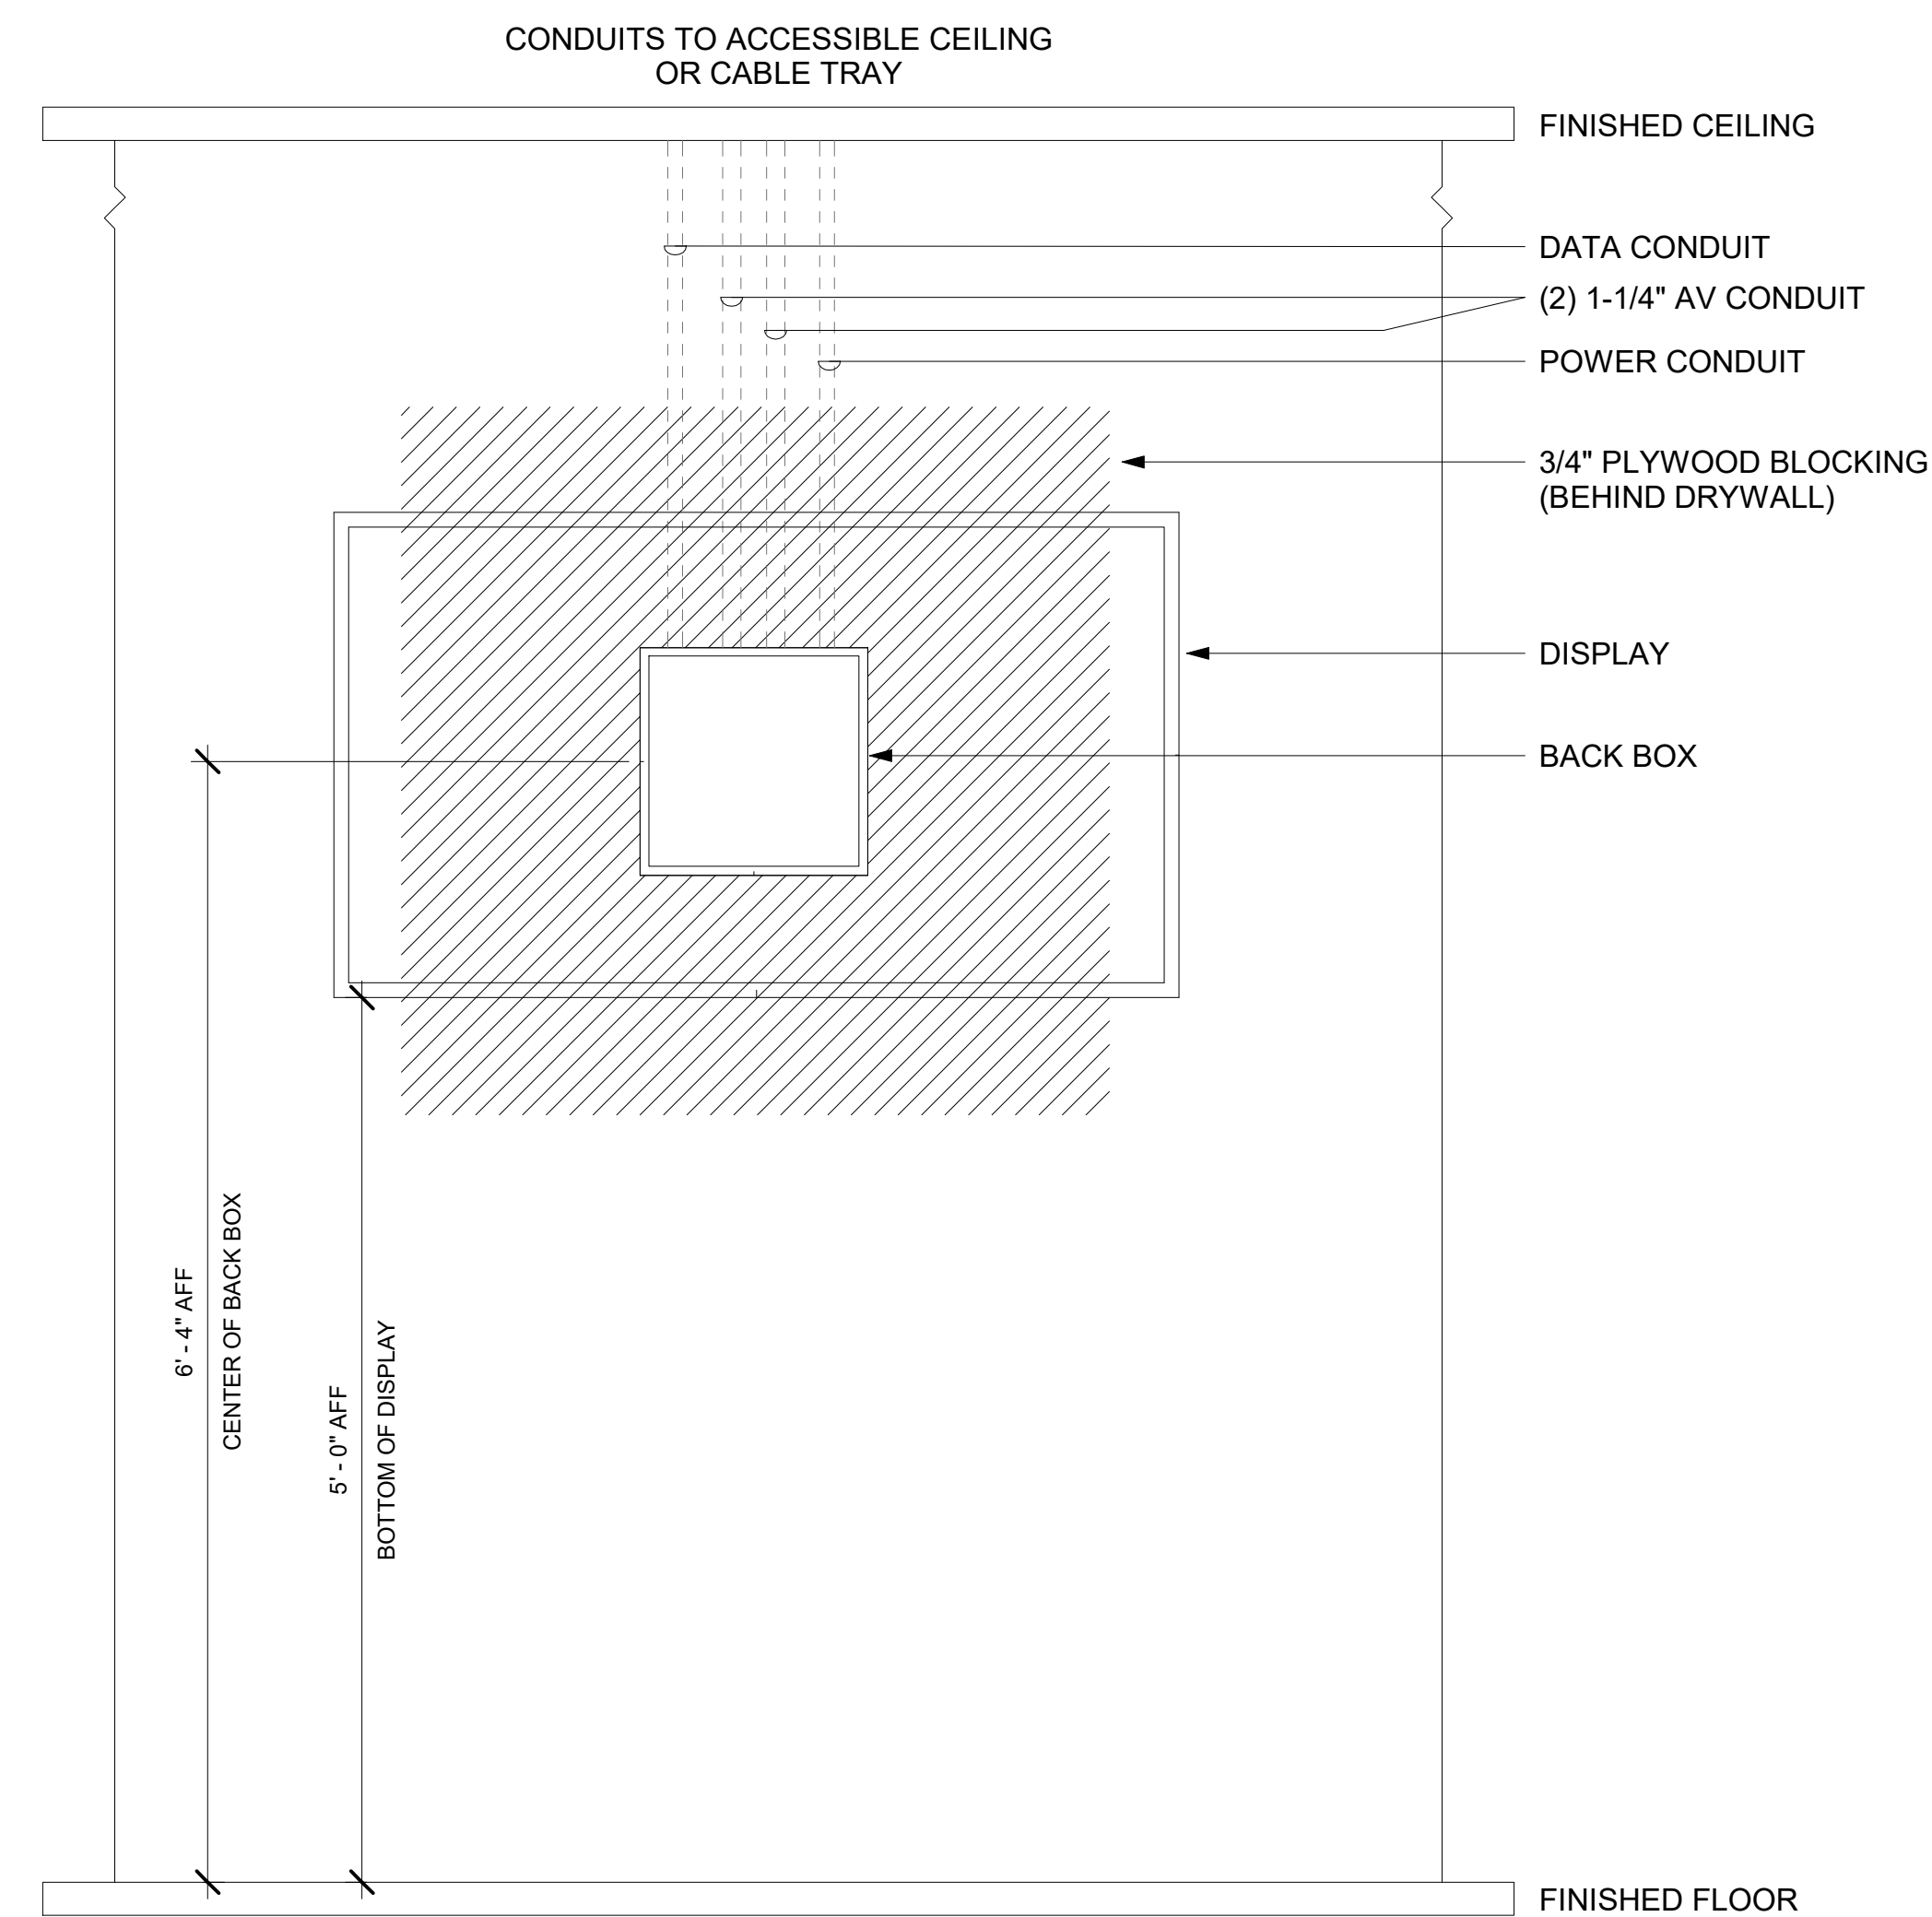 CONDUITS TO ACCESSIBLE CEILING
OR CABLE TRAY
FINISHED CEILING
DATA CONDUIT
(2) 1-1/4" AV CONDUIT
POWER CONDUIT
3/4" PLYWOOD BLOCKING
(BEHIND DRYWALL)
DISPLAY
BACK BOX
6' - 4" AFF
CENTER OF BACK BOX
5' - 0" AFF
BOTTOM OF DISPLAY
FINISHED FLOOR